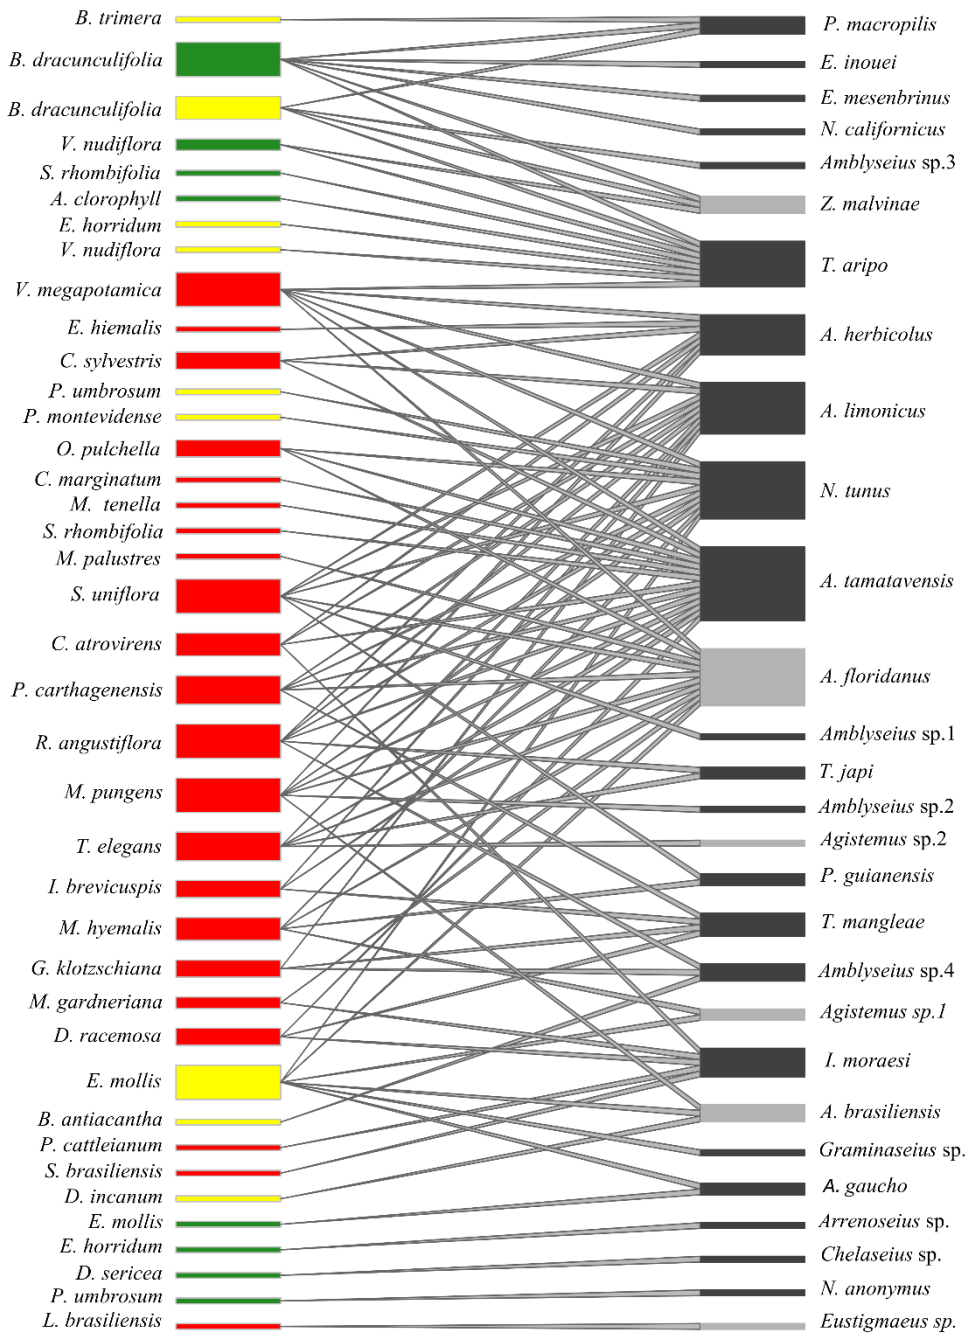 B. trimera
B. dracunculifolia
B. dracunculifolia
V. nudiflora
S. rhombifolia
A. clorophyll
E. horridum
V. nudiflora
V. megapotamica
E. hiemalis
C. sylvestris
P. umbrosum
P. montevidense
O. pulchella
C. marginatum
M. tenella
S. rhombifolia
M. palustres
S. uniflora
C. atrovirens
P. carthagenensis
R. angustiflora
M. pungens
T. elegans
I. brevicuspis
M. hyemalis
G. klotzschiana
M. gardneriana
D. racemosa
E. mollis
B. antiacantha
P. cattleianum
S. brasiliensis
D. incanum
E. mollis
E. horridum
D. sericea
P. umbrosum
L. brasiliensis
P. macropilis
E. inouei
E. mesenbrinus
N. californicus
Amblyseius sp.3
Z. malvinae
T. aripo
A. herbicolus
A. limonicus
N. tunus
A. tamatavensis
A. floridanus
Amblyseius sp.1
T. japi
Amblyseius sp.2
Agistemus sp.2
P. guianensis
T. mangleae
Amblyseius sp.4
Agistemus sp.1
I. moraesi
A. brasiliensis
Graminaseius sp.
A. gaucho
Arrenoseius sp.
Chelaseius sp.
N. anonymus
Eustigmaeus sp.